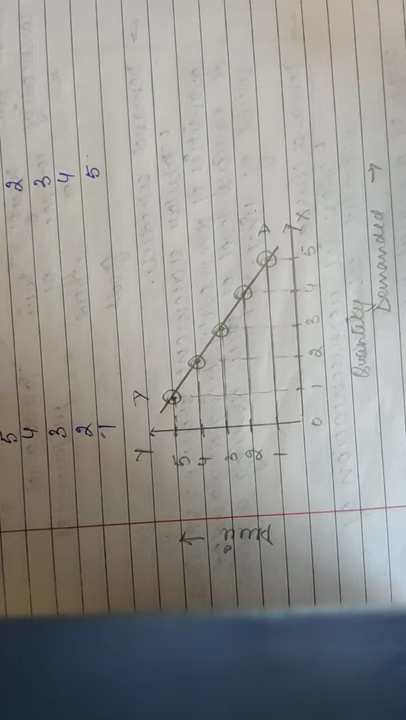 5
4 2
3 3
2 4
1 5
Y
5
4
3
2
1
0 1 2 3 4 5 X
Price →
Quantity
Demanded →